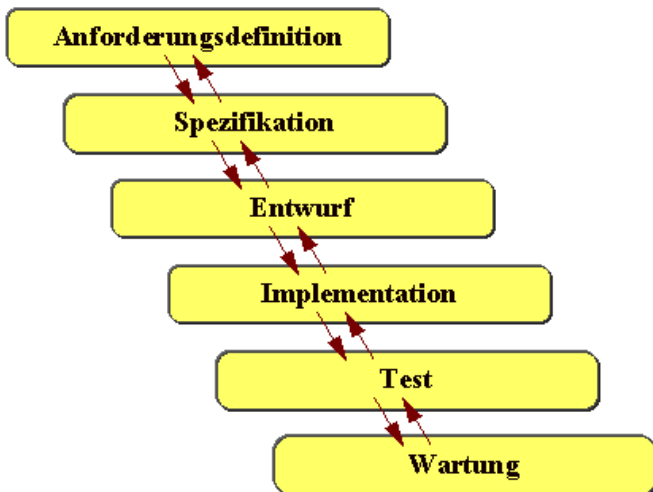 Anforderungsdefinition
Spezifikation
Entwurf
Implementation
Test
Wartung